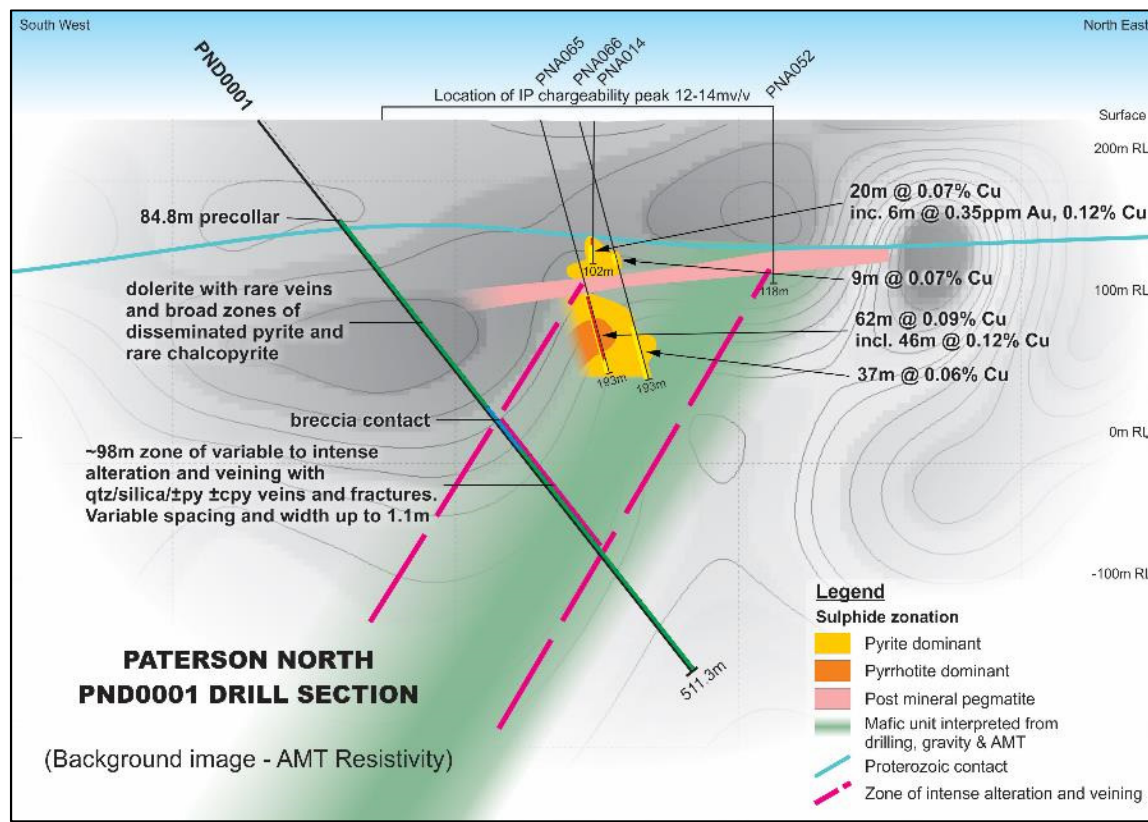 South West
North East
PND0001
PNA065
PNA066
PNA014
PNA052
Location of IP chargeability peak 12-14mv/v
Surface
200m RL
84.8m precollar
20m @ 0.07% Cu
inc. 6m @ 0.35ppm Au, 0.12% Cu
102m
9m @ 0.07% Cu
118m
100m RL
dolerite with rare veins
and broad zones of
disseminated pyrite and
rare chalcopyrite
62m @ 0.09% Cu
incl. 46m @ 0.12% Cu
193m
193m
37m @ 0.06% Cu
breccia contact
0m RL
~98m zone of variable to intense
alteration and veining with
qtz/silica/±py ±cpy veins and fractures.
Variable spacing and width up to 1.1m
-100m RL
511.3m
PATERSON NORTH
PND0001 DRILL SECTION
(Background image - AMT Resistivity)
Legend
Sulphide zonation
Pyrite dominant
Pyrrhotite dominant
Post mineral pegmatite
Mafic unit interpreted from
drilling, gravity & AMT
Proterozoic contact
Zone of intense alteration and veining